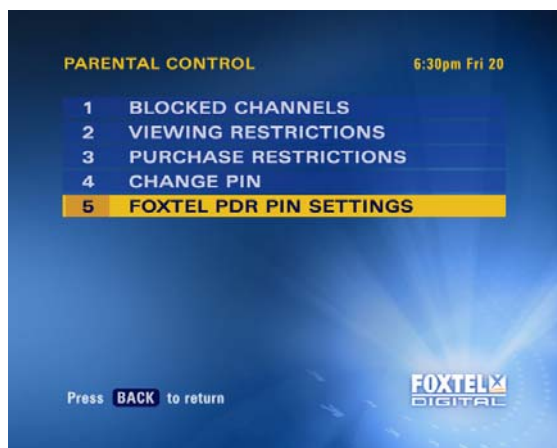 PARENTAL CONTROL 6:30pm Fri 20
1 BLOCKED CHANNELS
2 VIEWING RESTRICTIONS
3 PURCHASE RESTRICTIONS
4 CHANGE PIN
5 FOXTEL PDR PIN SETTINGS
Press BACK to return
FOXTEL
DIGITAL